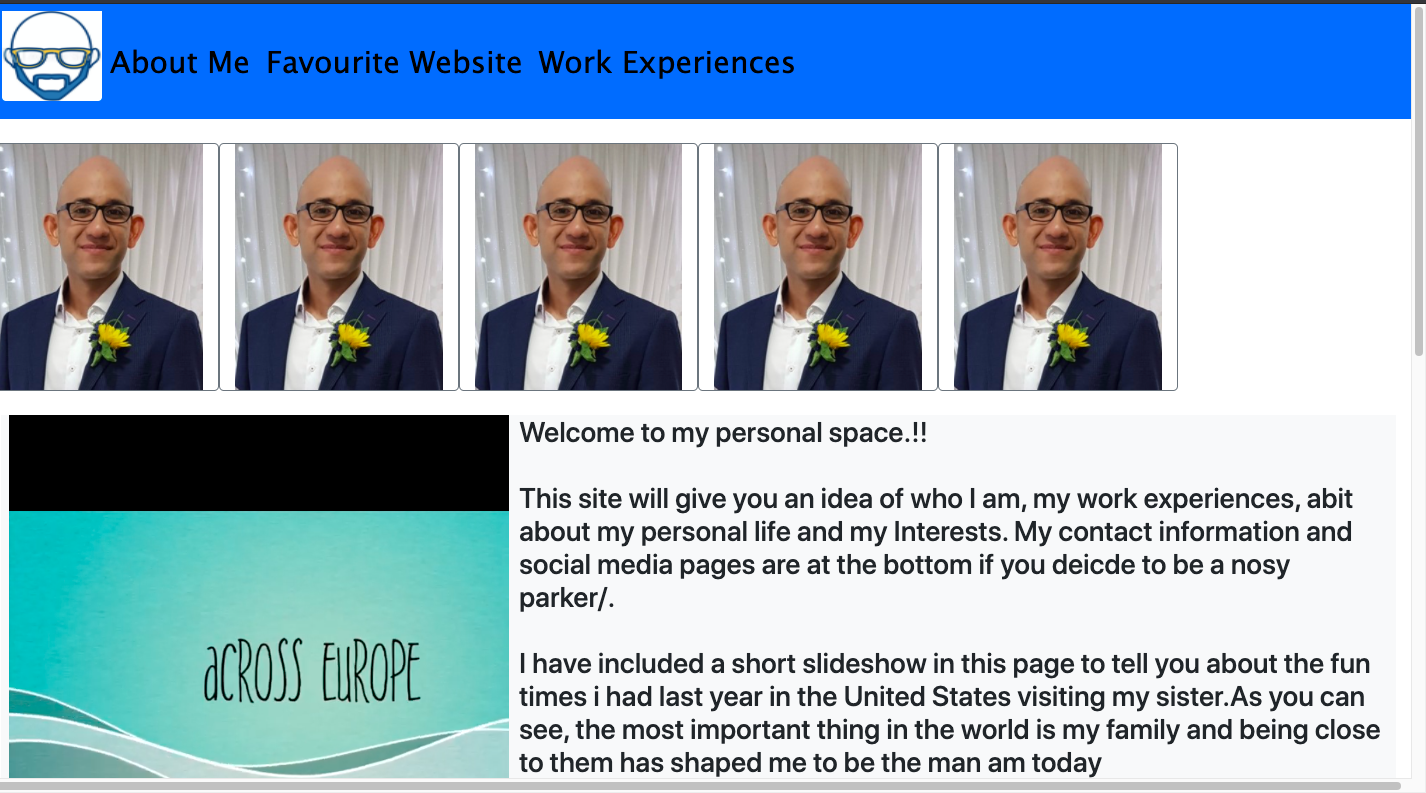 About Me Favourite Website Work Experiences
Welcome to my personal space.!!
This site will give you an idea of who I am, my work experiences, abit
about my personal life and my Interests. My contact information and
social media pages are at the bottom if you deicde to be a nosy
parker/.
I have included a short slideshow in this page to tell you about the fun
times i had last year in the United States visiting my sister.As you can
see, the most important thing in the world is my family and being close
to them has shaped me to be the man am today
aCROSS EuROPE